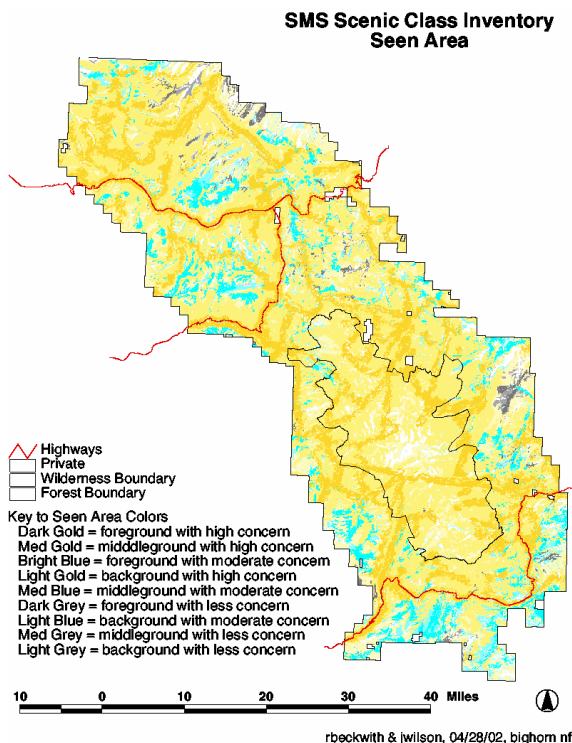 SMS Scenic Class Inventory
Seen Area
Highways
Private
Wilderness Boundary
Forest Boundary
Key to Seen Area Colors
Dark Gold = foreground with high concern
Med Gold = midddleground with high concern
Bright Blue = foreground with moderate concern
Light Gold = background with high concern
Med Blue = middleground with moderate concern
Dark Grey = foreground with less concern
Light Blue = background with moderate concern
Med Grey = middleground with less concern
Light Grey = background with less concern
10 0 10 20 30 40 Miles
rbeckwith & jwilson, 04/28/02, bighorn nf